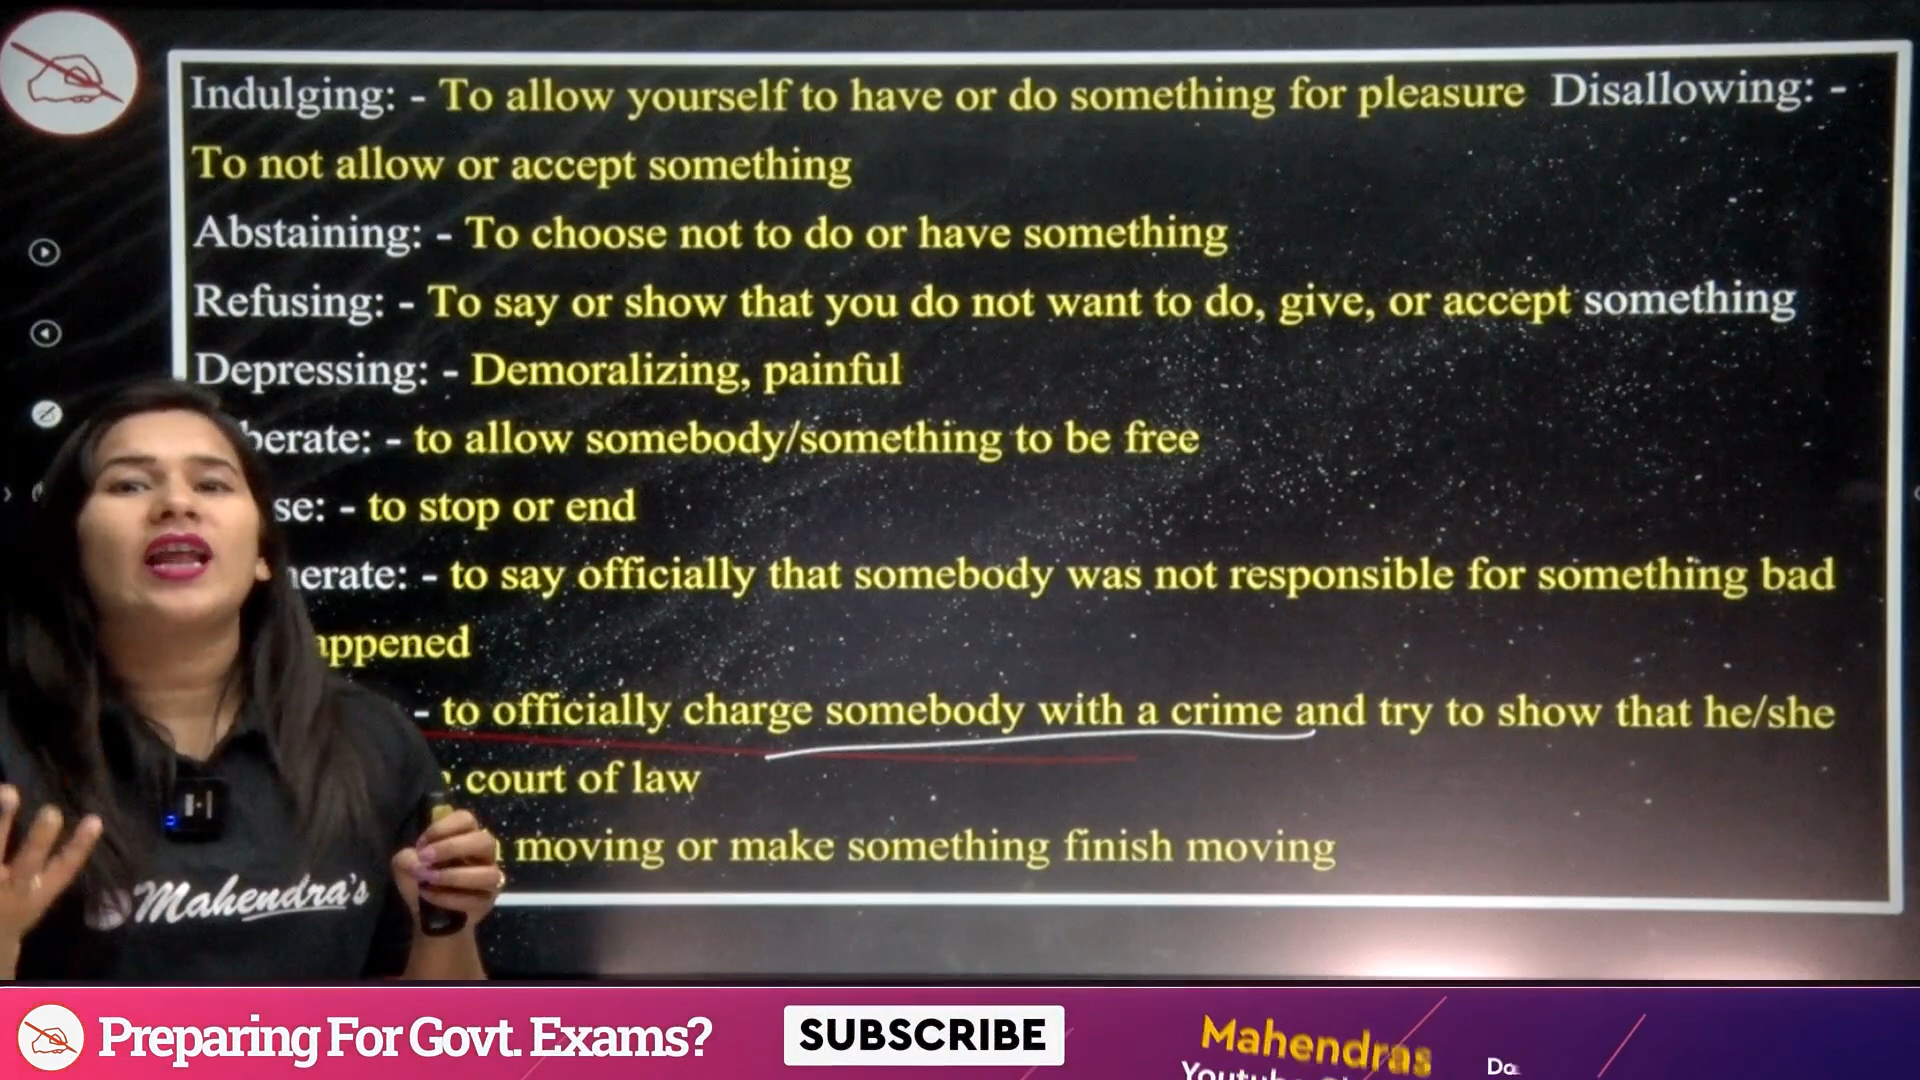 Indulging: - To allow yourself to have or do something for pleasure Disallowing: -
To not allow or accept something
Abstaining: - To choose not to do or have something
Refusing: - To say or show that you do not want to do, give, or accept something
Depressing: - Demoralizing, painful
berate: - to allow somebody/something to be free
se: - to stop or end
nerate: - to say officially that somebody was not responsible for something bad
appened
- to officially charge somebody with a crime and try to show that he/she
court of law
moving or make something finish moving
Mahendra's
Preparing For Govt. Exams?
SUBSCRIBE
Mahendras